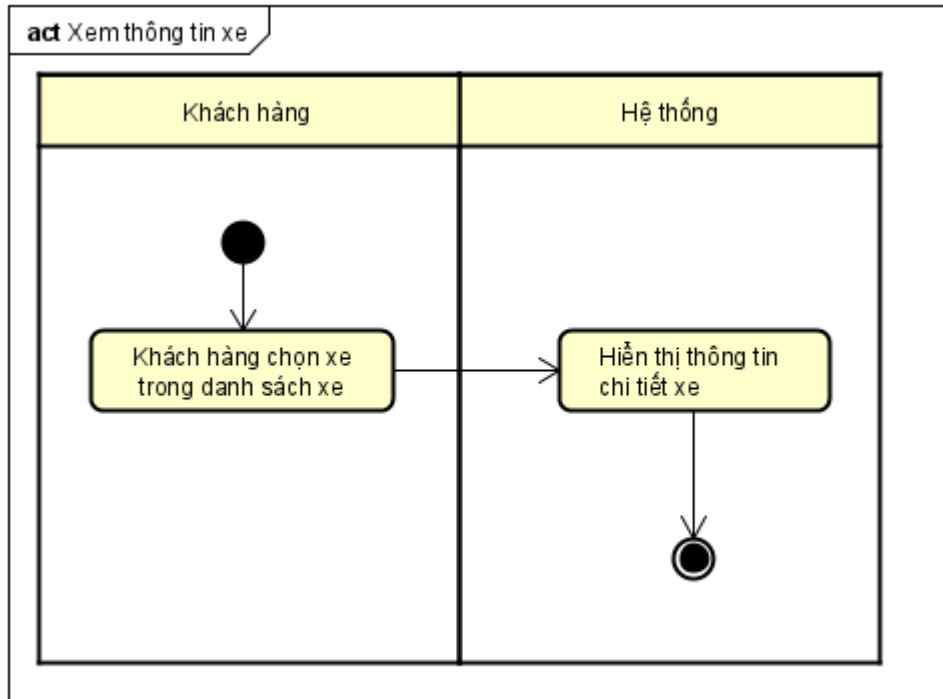 act Xem thông tin xe
Khách hàng
Hệ thống
Khách hàng chọn xe
trong danh sách xe
Hiển thị thông tin
chi tiết xe